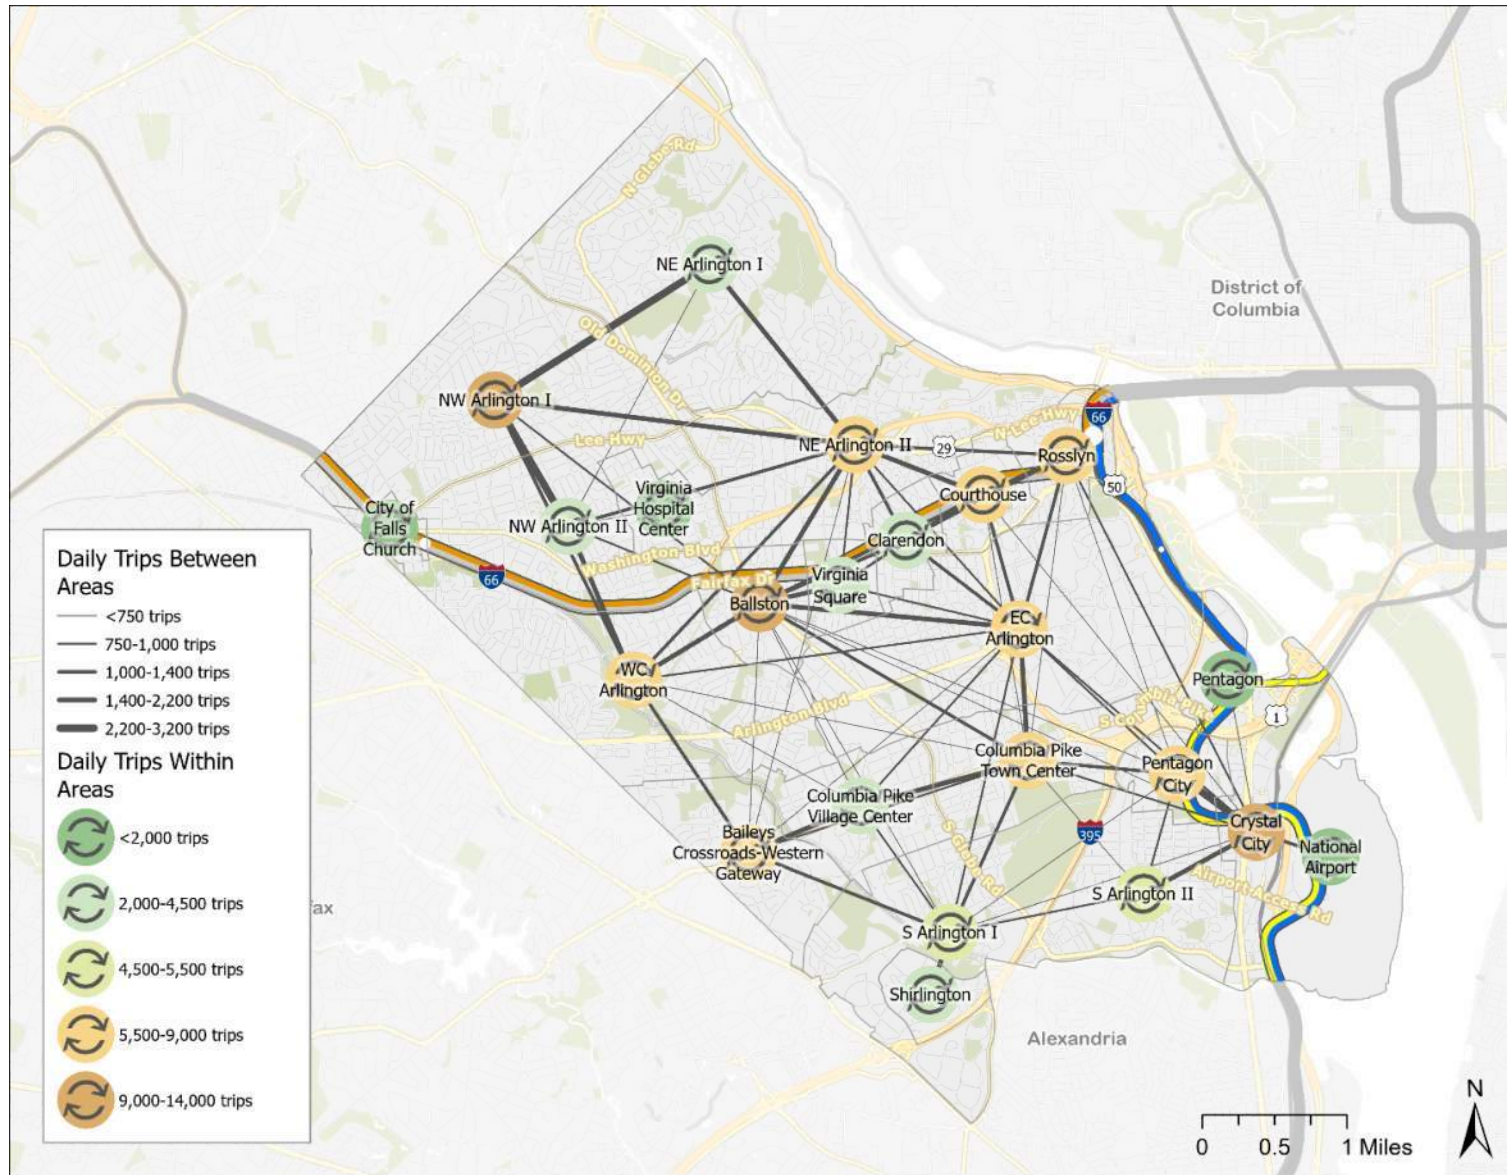 N Glebe Rd
NE Arlington I
District of
Columbia
Old Dominion Dr
NW Arlington I
Lee Hwy
NE Arlington II
29
N Lee Hwy
66
Rosslyn
50
Courthouse
Virginia
Hospital
Center
City of
Falls
Church
NW Arlington II
Clarendon
Washington Blvd
66
Fairfax Dr
Virginia
Square
Ballston
EC
Arlington
WC
Arlington
Pentagon
Arlington Blvd
1
Columbia Pike
Town Center
Pentagon
City
Columbia Pike
Village Center
Crystal
City
National
Airport
395
Baileys
Crossroads-Western
Gateway
S Glebe Rd
S Arlington II
Airport Access Rd
S Arlington I
Shirlington
Alexandria
Daily Trips Between
Areas
<750 trips
750-1,000 trips
1,000-1,400 trips
1,400-2,200 trips
2,200-3,200 trips
Daily Trips Within
Areas
<2,000 trips
2,000-4,500 trips
4,500-5,500 trips
5,500-9,000 trips
9,000-14,000 trips
N
0 0.5 1 Miles